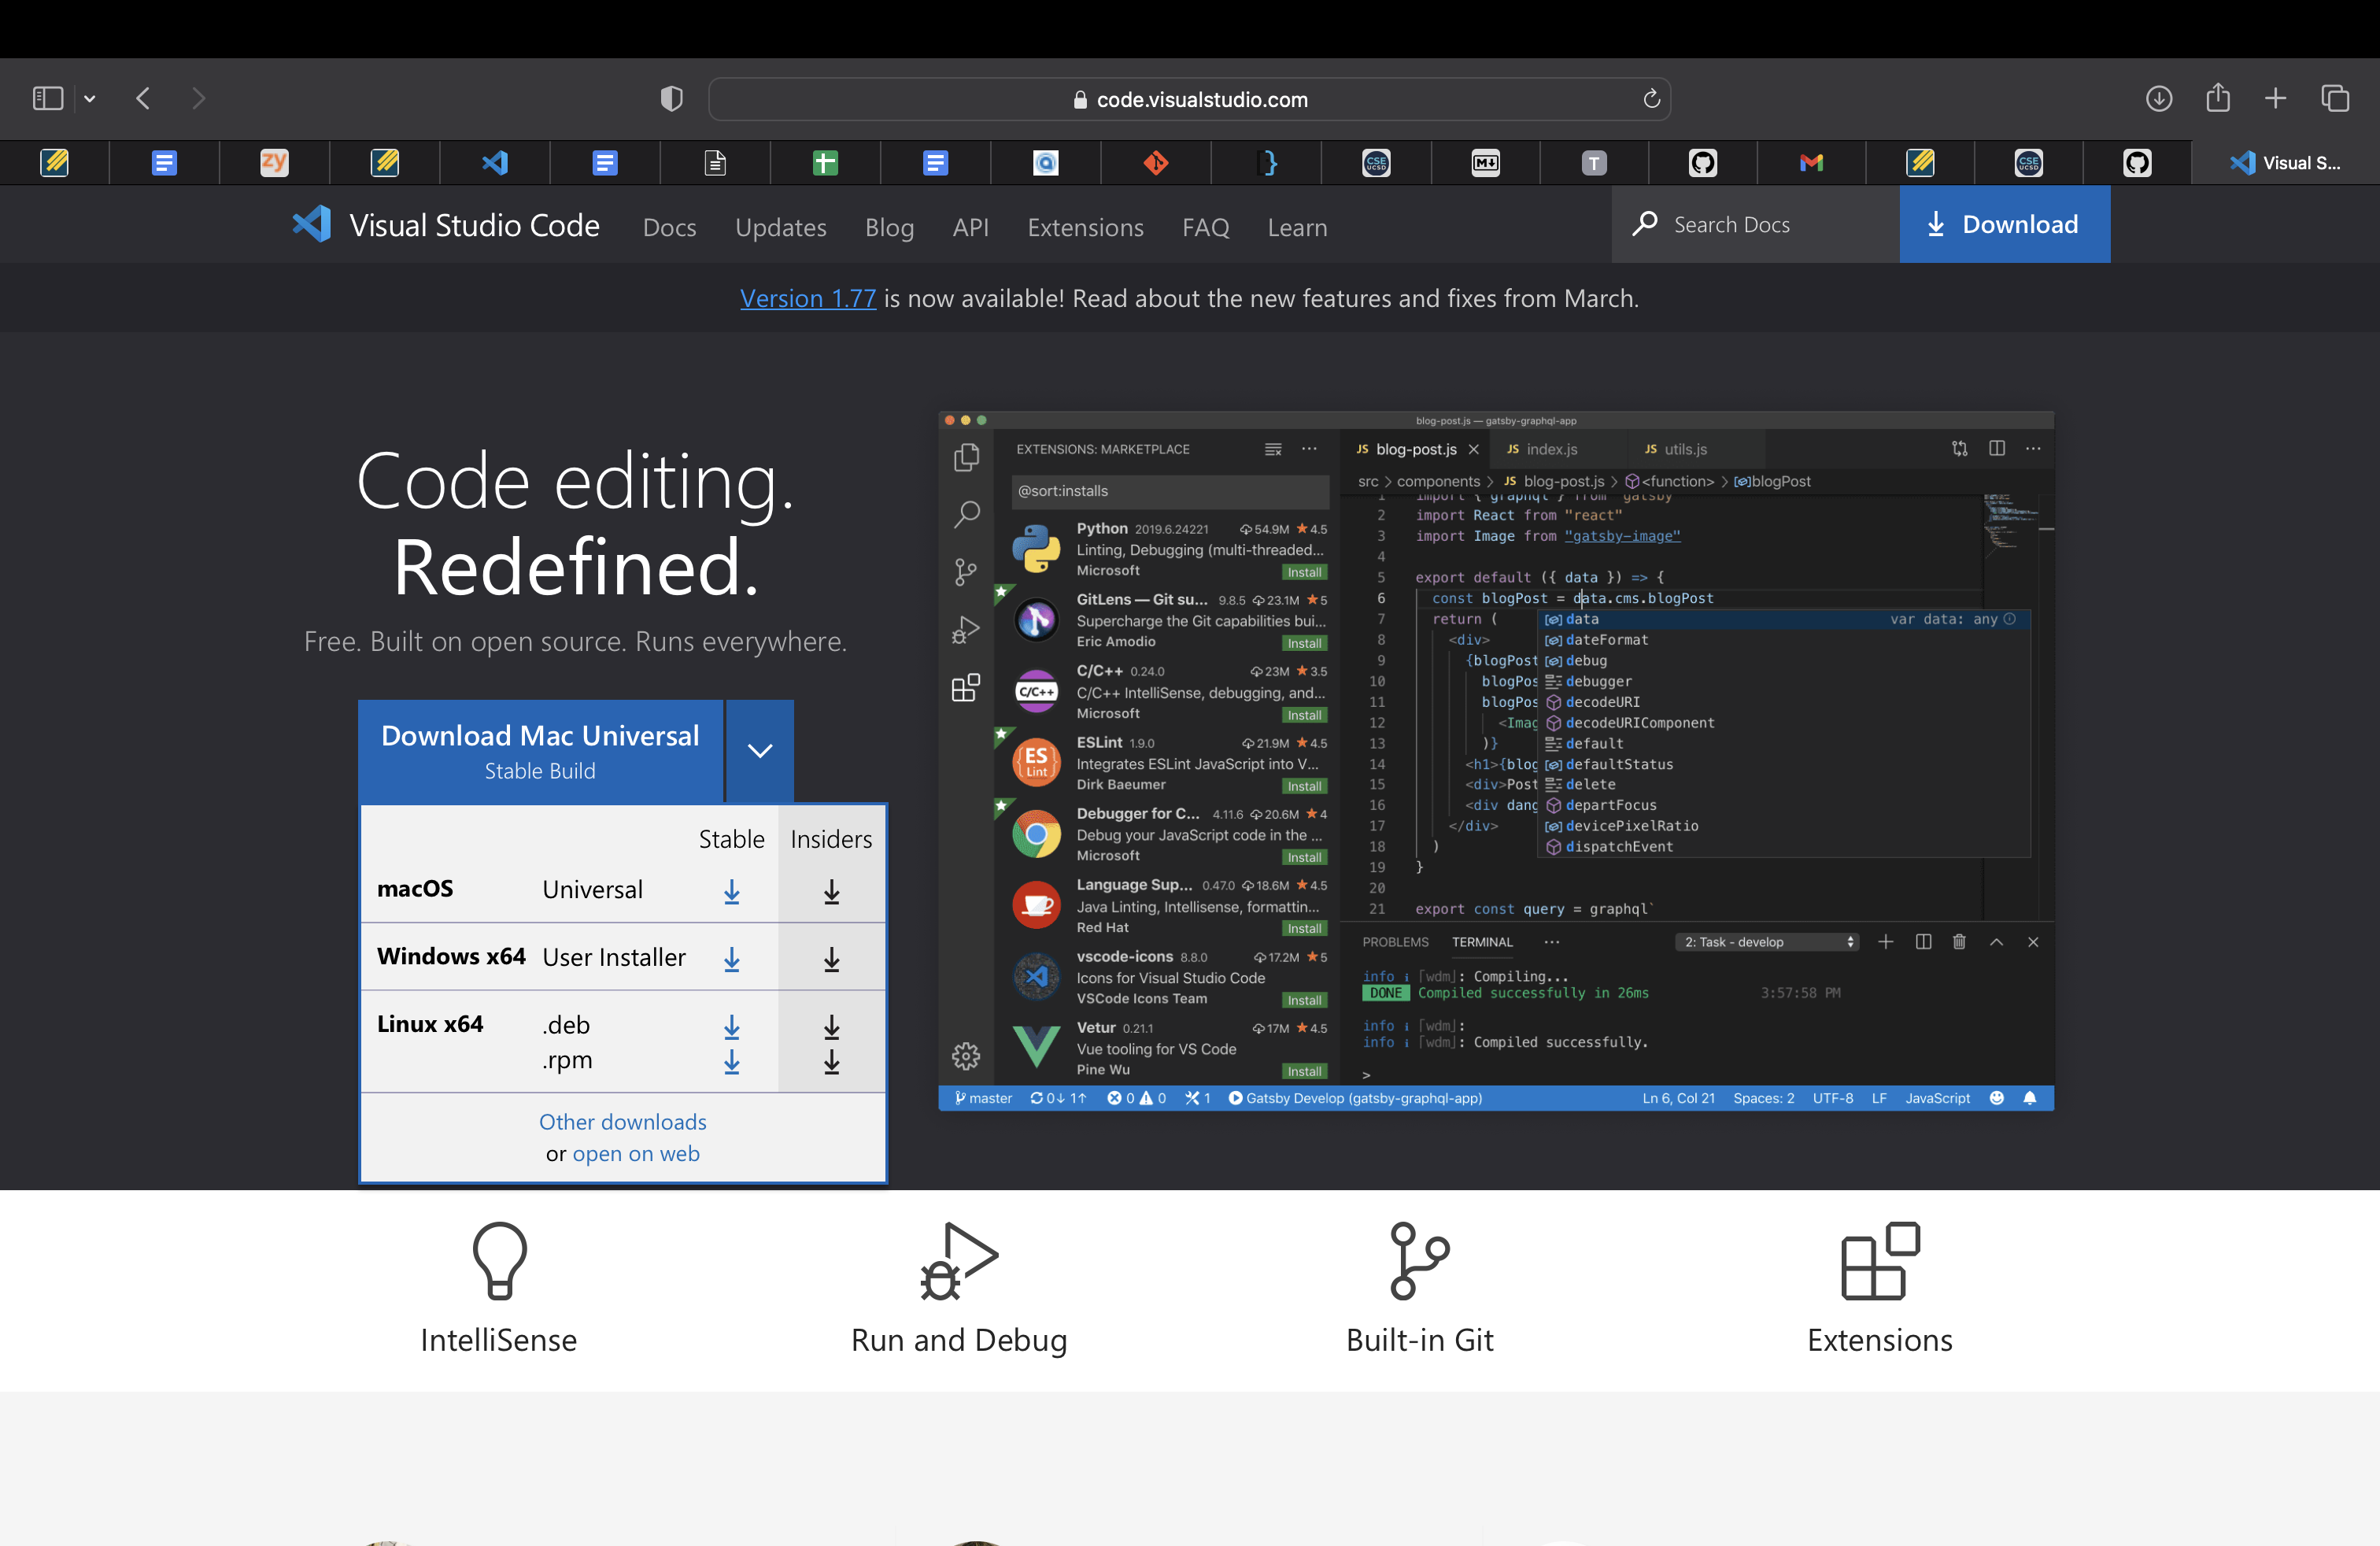 code.visualstudio.com
zy
CSE
UCSD
M
T
CSE
UCSD
Visual S...
Visual Studio Code
Docs
Updates
Blog
API
Extensions
FAQ
Learn
Search Docs
Download
Version 1.77 is now available! Read about the new features and fixes from March.
Code editing.
Redefined.
Free. Built on open source. Runs everywhere.
Download Mac Universal
Stable Build
Stable Insiders
macOS Universal
Windows x64 User Installer
Linux x64 .deb
.rpm
Other downloads
or open on web
blog-post.js — gatsby-graphql-app
EXTENSIONS: MARKETPLACE
@sort:installs
Python 2019.6.24221 54.9M 4.5
Linting, Debugging (multi-threaded...
Microsoft Install
GitLens — Git su... 9.8.5 23.1M 5
Supercharge the Git capabilities bui...
Eric Amodio Install
C/C++
C/C++ 0.24.0 23M 3.5
C/C++ IntelliSense, debugging, and...
Microsoft Install
ES
Lint
ESLint 1.9.0 21.9M 4.5
Integrates ESLint JavaScript into V...
Dirk Baeumer Install
Debugger for C... 4.11.6 20.6M 4
Debug your JavaScript code in the ...
Microsoft Install
Language Sup... 0.47.0 18.6M 4.5
Java Linting, Intellisense, formattin...
Red Hat Install
vscode-icons 8.8.0 17.2M 5
Icons for Visual Studio Code
VSCode Icons Team Install
Vetur 0.21.1 17M 4.5
Vue tooling for VS Code
Pine Wu Install
JS blog-post.js JS index.js JS utils.js
src > components > JS blog-post.js > <function> > blogPost
1 import { graphql } from "gatsby"
2 import React from "react"
3 import Image from "gatsby-image"
4
5 export default ({ data }) => {
6 const blogPost = data.cms.blogPost
7 return (
8 <div>
9 {blogPost
10 blogPos
11 blogPos
12 <Imag
13 )}
14 <h1>{blog
15 <div>Post
16 <div dang
17 </div>
18 )
19 }
20
21 export const query = graphql`
data var data: any
dateFormat
debug
debugger
decodeURI
decodeURIComponent
default
defaultStatus
delete
departFocus
devicePixelRatio
dispatchEvent
PROBLEMS TERMINAL ... 2: Task - develop
info i ｢wdm｣: Compiling...
DONE Compiled successfully in 26ms 3:57:58 PM
info i ｢wdm｣:
info i ｢wdm｣: Compiled successfully.
>
master 0↓ 1↑ 0 0 1 Gatsby Develop (gatsby-graphql-app) Ln 6, Col 21 Spaces: 2 UTF-8 LF JavaScript
IntelliSense
Run and Debug
Built-in Git
Extensions